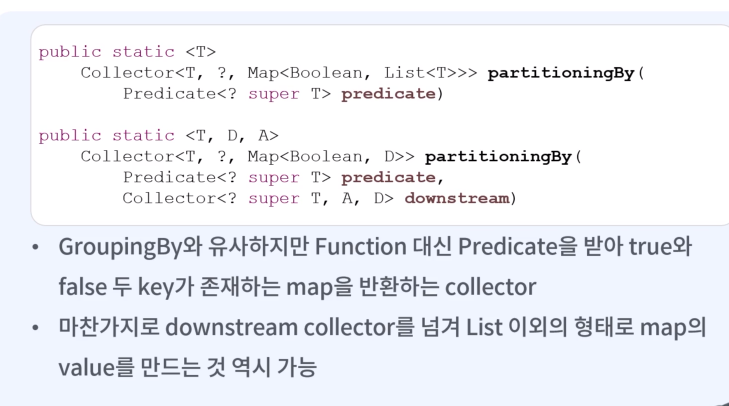 public static <T>
    Collector<T, ?, Map<Boolean, List<T>>> partitioningBy(
        Predicate<? super T> predicate)

public static <T, D, A>
    Collector<T, ?, Map<Boolean, D>> partitioningBy(
        Predicate<? super T> predicate,
        Collector<? super T, A, D> downstream)
• GroupingBy와 유사하지만 Function 대신 Predicate을 받아 true와
false 두 key가 존재하는 map을 반환하는 collector
• 마찬가지로 downstream collector를 넘겨 List 이외의 형태로 map의
value를 만드는 것 역시 가능